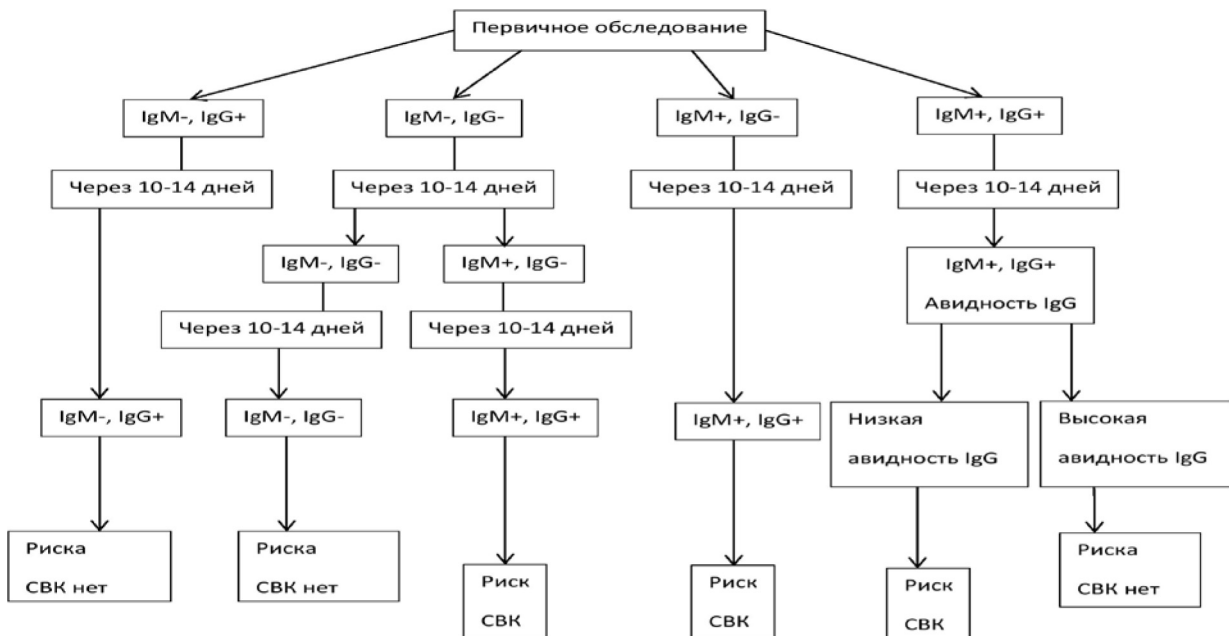 Первичное обследование
IgM-, IgG+
IgM-, IgG-
IgM+, IgG-
IgM+, IgG+
Через 10-14 дней
Через 10-14 дней
Через 10-14 дней
Через 10-14 дней
IgM-, IgG-
IgM+, IgG-
IgM+, IgG+
Авидность IgG
Через 10-14 дней
Через 10-14 дней
IgM-, IgG+
IgM-, IgG-
IgM+, IgG+
IgM+, IgG+
Низкая
авидность IgG
Высокая
авидность IgG
Риска
СВК нет
Риска
СВК нет
Риск
СВК
Риск
СВК
Риск
СВК
Риска
СВК нет